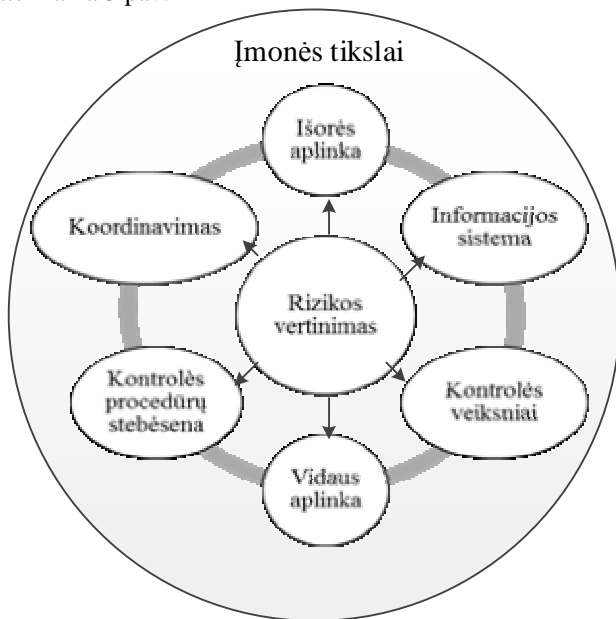 Įmonės tikslai
Išorės
aplinka
Koordinavimas
Informacijos
sistema
Rizikos
vertinimas
Kontrolės
procedūrų
stebėsena
Kontrolės
veiksniai
Vidaus
aplinka